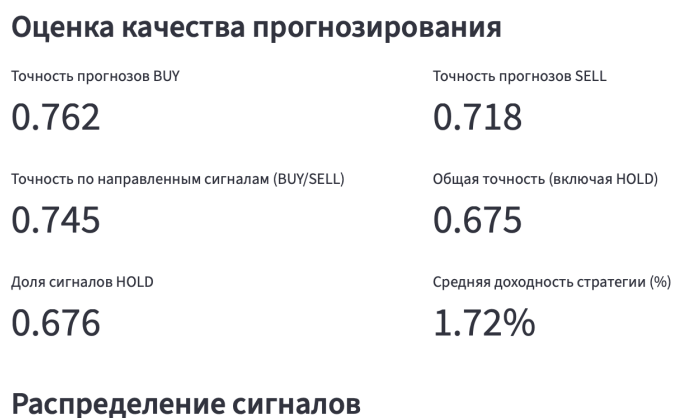 Оценка качества прогнозирования
Точность прогнозов BUY
0.762
Точность прогнозов SELL
0.718
Точность по направленным сигналам (BUY/SELL)
0.745
Общая точность (включая HOLD)
0.675
Доля сигналов HOLD
0.676
Средняя доходность стратегии (%)
1.72%
Распределение сигналов